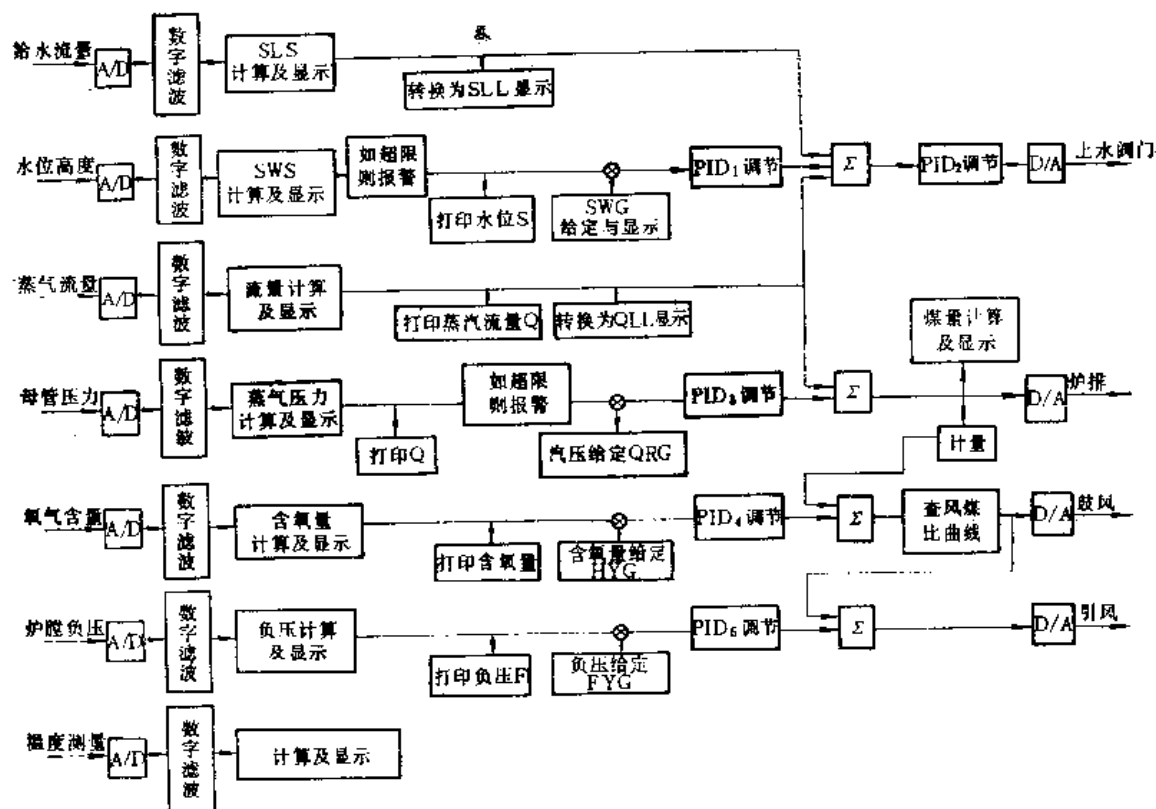 给水流量
A/D
数字滤波
SLS
计算及显示
转换为SLL显示
水位高度
A/D
数字滤波
SWS
计算及显示
如超限
则报警
打印水位S
SWG
给定与显示
PID₁调节
Σ
PID₂调节
D/A
上水阀门
蒸气流量
A/D
数字滤波
流量计算
及显示
打印蒸汽流量Q
转换为QLL显示
煤量计算
及显示
母管压力
A/D
数字滤波
蒸气压力
计算及显示
打印Q
如超限
则报警
汽压给定QRG
PID₃调节
Σ
计量
D/A
炉排
氧气含量
A/D
数字滤波
含氧量
计算及显示
打印含氧量
含氧量给定
HYG
PID₄调节
Σ
查风煤
比曲线
D/A
鼓风
炉膛负压
A/D
数字滤波
负压计算
及显示
打印负压F
负压给定
FYG
PID₅调节
Σ
D/A
引风
温度测量
A/D
数字滤波
计算及显示